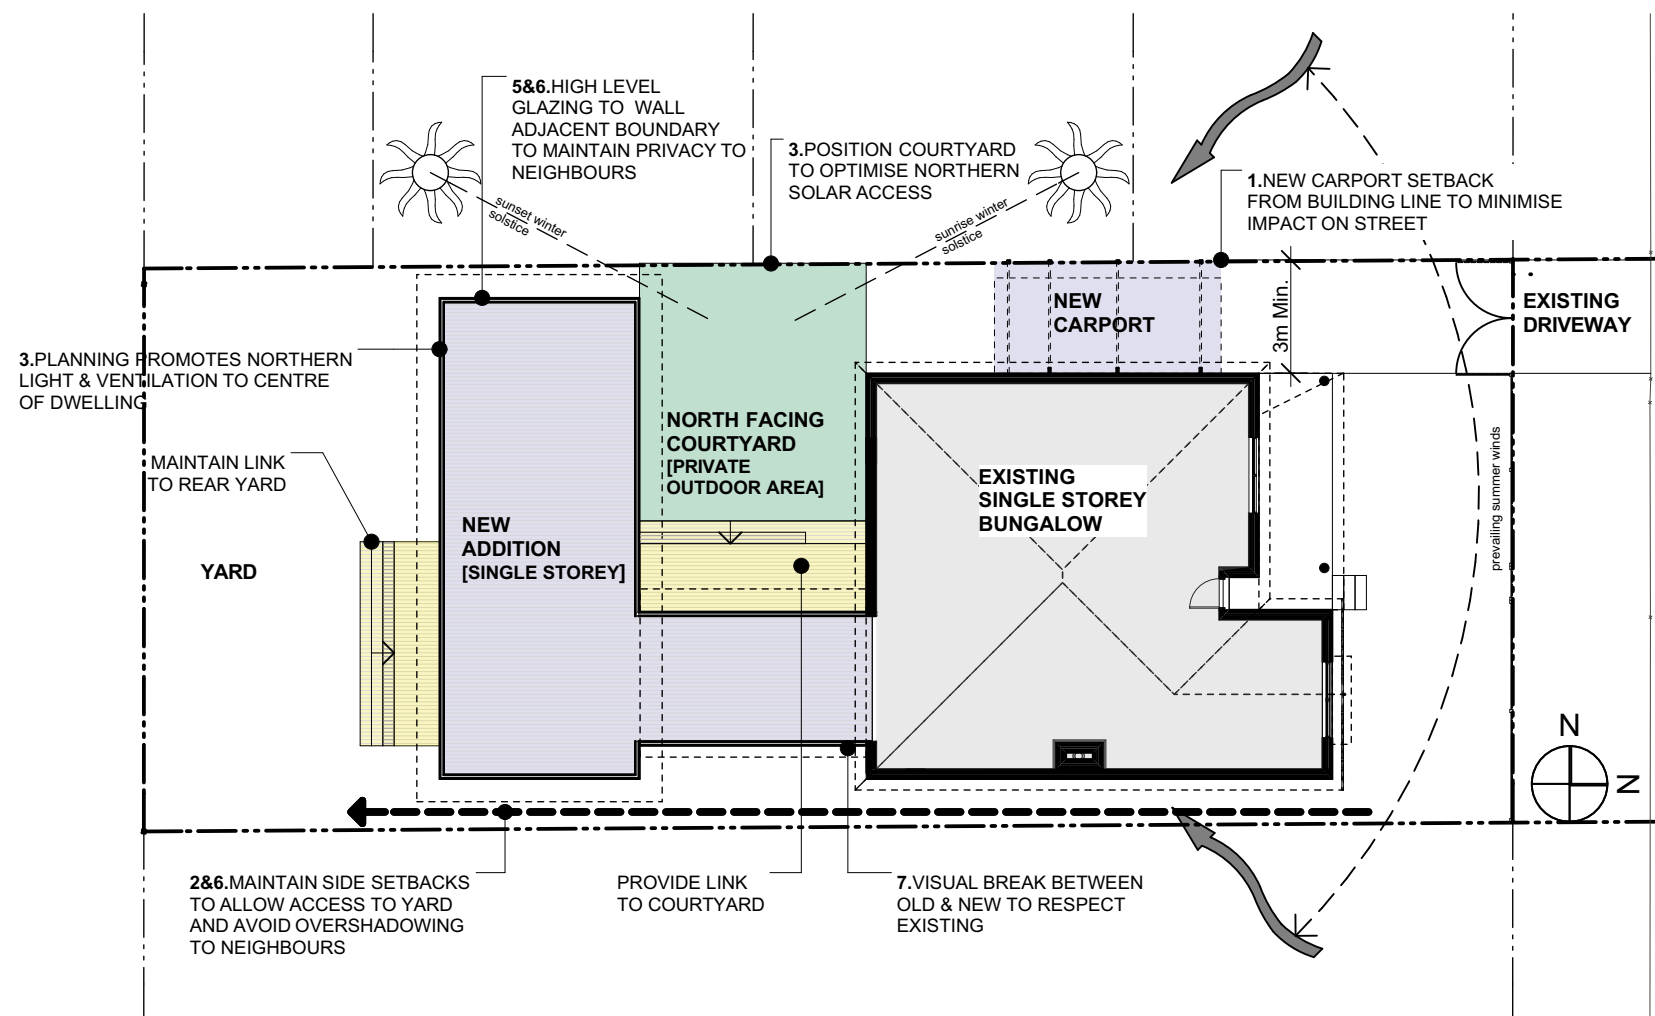 5&6.HIGH LEVEL
GLAZING TO WALL
ADJACENT BOUNDARY
TO MAINTAIN PRIVACY TO
NEIGHBOURS
3.POSITION COURTYARD
TO OPTIMISE NORTHERN
SOLAR ACCESS
1.NEW CARPORT SETBACK
FROM BUILDING LINE TO MINIMISE
IMPACT ON STREET
sunset winter
solstice
sunrise winter
solstice
NEW
CARPORT
3m Min.
EXISTING
DRIVEWAY
3.PLANNING PROMOTES NORTHERN
LIGHT & VENTILATION TO CENTRE
OF DWELLING
NORTH FACING
COURTYARD
[PRIVATE
OUTDOOR AREA]
MAINTAIN LINK
TO REAR YARD
EXISTING
SINGLE STOREY
BUNGALOW
prevailing summer winds
NEW
ADDITION
[SINGLE STOREY]
YARD
N
N
2&6.MAINTAIN SIDE SETBACKS
TO ALLOW ACCESS TO YARD
AND AVOID OVERSHADOWING
TO NEIGHBOURS
PROVIDE LINK
TO COURTYARD
7.VISUAL BREAK BETWEEN
OLD & NEW TO RESPECT
EXISTING